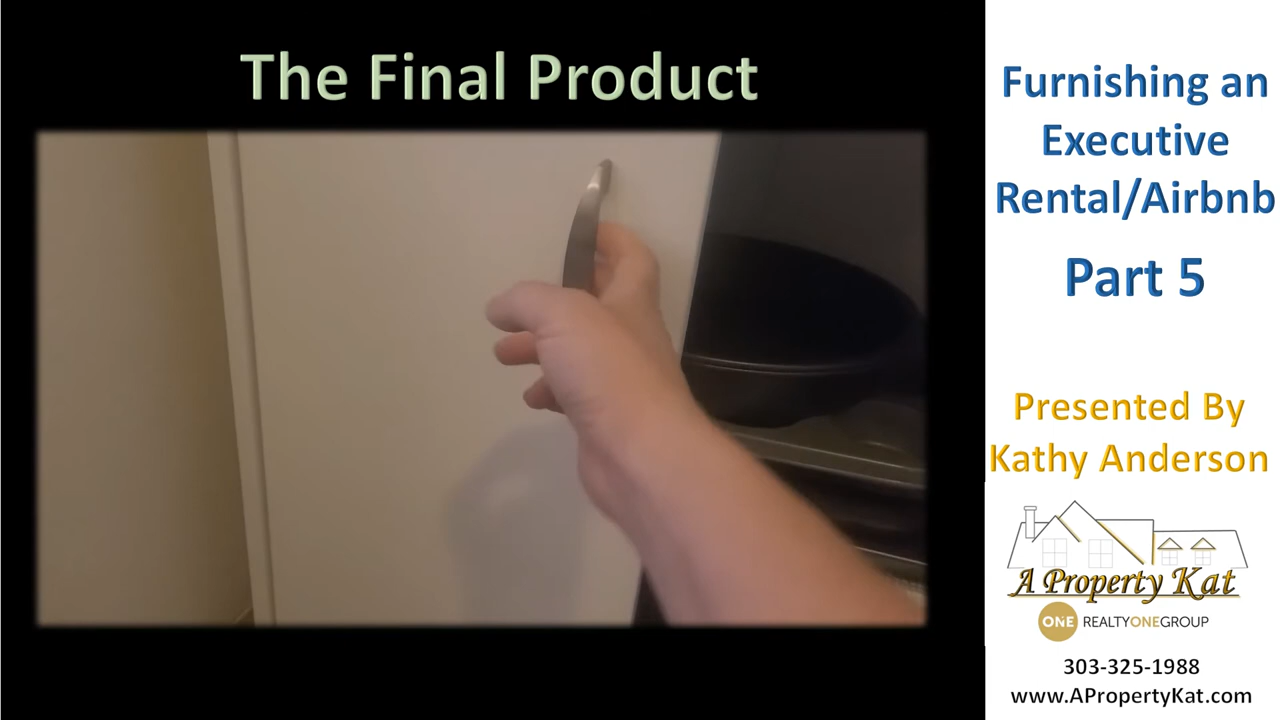 The Final Product
Furnishing an
Executive
Rental/Airbnb
Part 5
Presented By
Kathy Anderson
A Property Kat
ONE REALTYONEGROUP
303-325-1988
www.APropertyKat.com